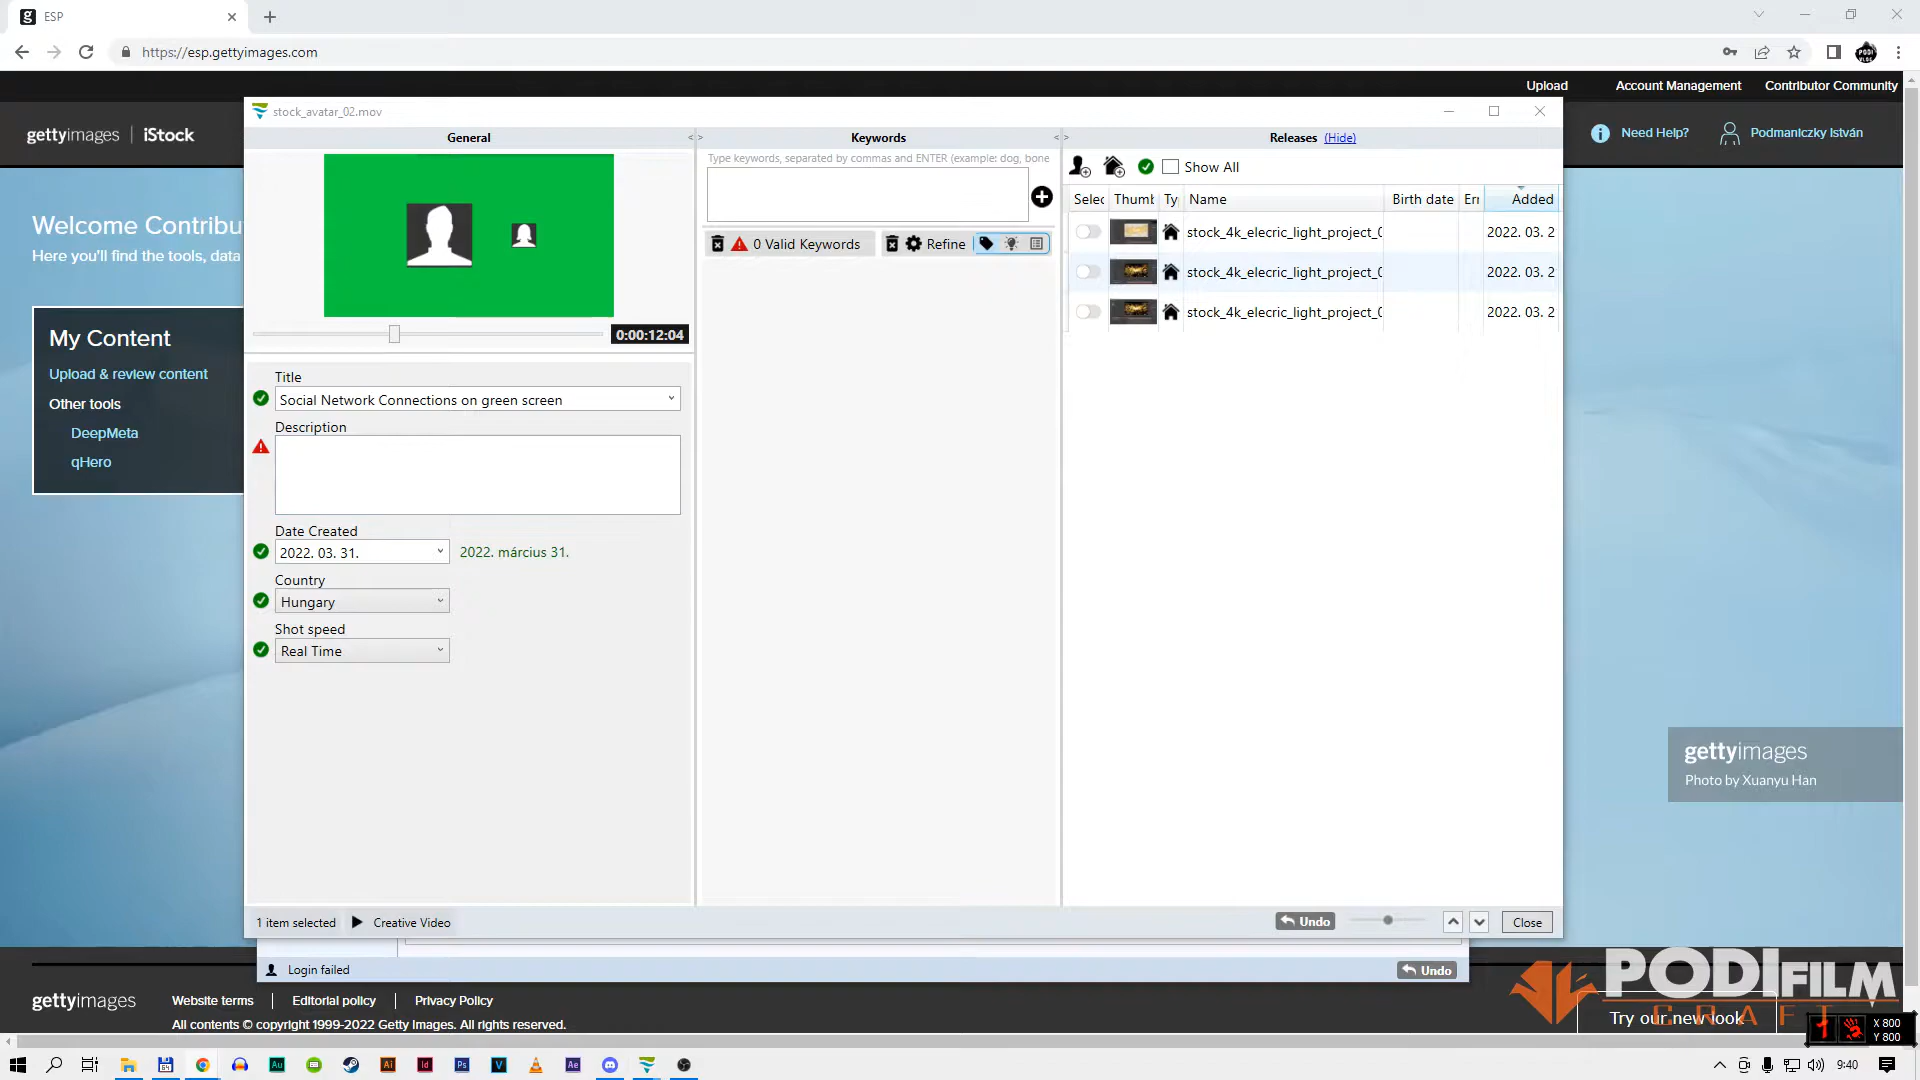 ESP
https://esp.gettyimages.com
Upload
Account Management
Contributor Community
gettyimages | iStock
Need Help?
Podmaniczky István
stock_avatar_02.mov
General
Keywords
Releases (Hide)
Type keywords, separated by commas and ENTER (example: dog, bone
Show All
Selec
Thumb
Ty
Name
Birth date
Err
Added
0 Valid Keywords
Refine
stock_4k_elecric_light_project_0
2022. 03. 2
stock_4k_elecric_light_project_0
2022. 03. 2
stock_4k_elecric_light_project_0
2022. 03. 2
0:00:12:04
Welcome Contribu
Here you'll find the tools, data
My Content
Upload & review content
Other tools
DeepMeta
qHero
Title
Social Network Connections on green screen
Description
Date Created
2022. 03. 31.
2022. március 31.
Country
Hungary
Shot speed
Real Time
gettyimages
Photo by Xuanyu Han
1 item selected
Creative Video
Undo
Close
Login failed
Undo
gettyimages
Website terms | Editorial policy | Privacy Policy
All contents © copyright 1999-2022 Getty Images. All rights reserved.
PODIFILM
CRAFT
Try our new look
X 800
Y 800
9:40